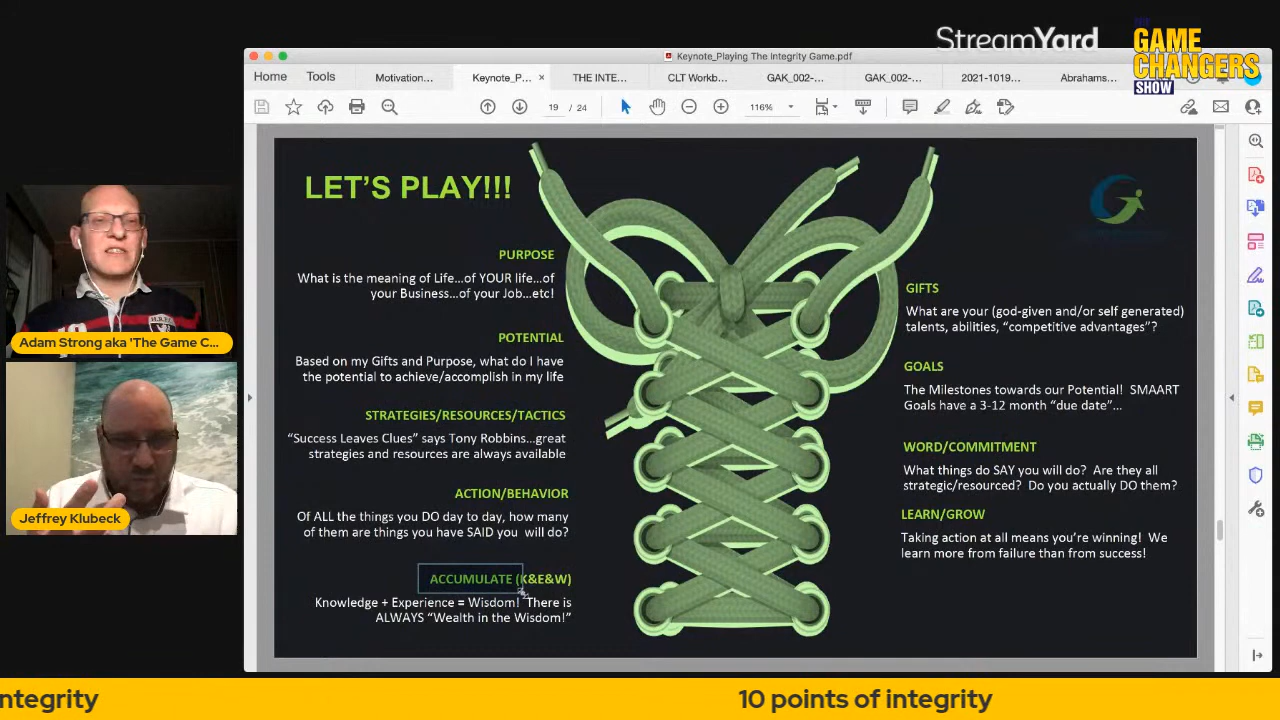 StreamYard
THE
GAME
CHANGERS
SHOW
Keynote_Playing The Integrity Game.pdf
Home
Tools
Motivation...
Keynote_P...
×
THE INTE...
CLT Workb...
GAK_002-...
GAK_002-...
2021-1019...
Abrahams...
19 / 24
116%
LET'S PLAY!!!
PURPOSE
What is the meaning of Life...of YOUR life...of
your Business...of your Job...etc!
POTENTIAL
Based on my Gifts and Purpose, what do I have
the potential to achieve/accomplish in my life
STRATEGIES/RESOURCES/TACTICS
“Success Leaves Clues” says Tony Robbins...great
strategies and resources are always available
ACTION/BEHAVIOR
Of ALL the things you DO day to day, how many
of them are things you have SAID you will do?
ACCUMULATE (K&E&W)
Knowledge + Experience = Wisdom! There is
ALWAYS “Wealth in the Wisdom!”
GIFTS
What are your (god-given and/or self generated)
talents, abilities, “competitive advantages”?
GOALS
The Milestones towards our Potential! SMAART
Goals have a 3-12 month “due date”...
WORD/COMMITMENT
What things do SAY you will do? Are they all
strategic/resourced? Do you actually DO them?
LEARN/GROW
Taking action at all means you're winning! We
learn more from failure than from success!
Adam Strong aka 'The Game C...
Jeffrey Klubeck
ntegrity
10 points of integrity